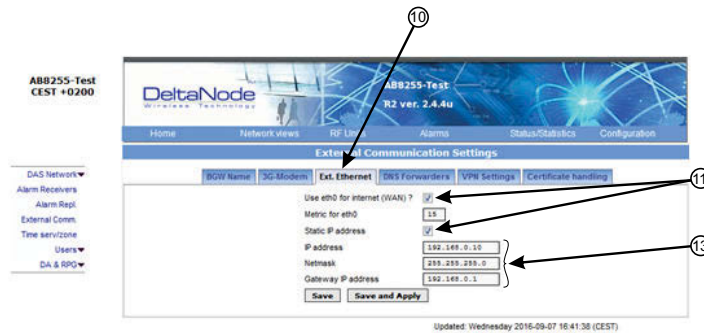 10
AB8255-Test
CEST +0200
DeltaNode
Wireless Technology
AB8255-Test
R2 ver. 2.4.4u
Home Network views RF Units Alarms Status/Statistics Configuration
External Communication Settings
BGW Name 3G-Modem Ext. Ethernet DNS Forwarders VPN Settings Certificate handling
DAS Network
Alarm Receivers
Alarm Repl.
External Comm.
Time serv/zone
Users
DA & RPG
Use eth0 for internet (WAN) ?
11
Metric for eth0 15
Static IP address
IP address 192.168.0.10
13
Netmask 255.255.255.0
Gateway IP address 192.168.0.1
Save Save and Apply
Updated: Wednesday 2016-09-07 16:41:38 (CEST)